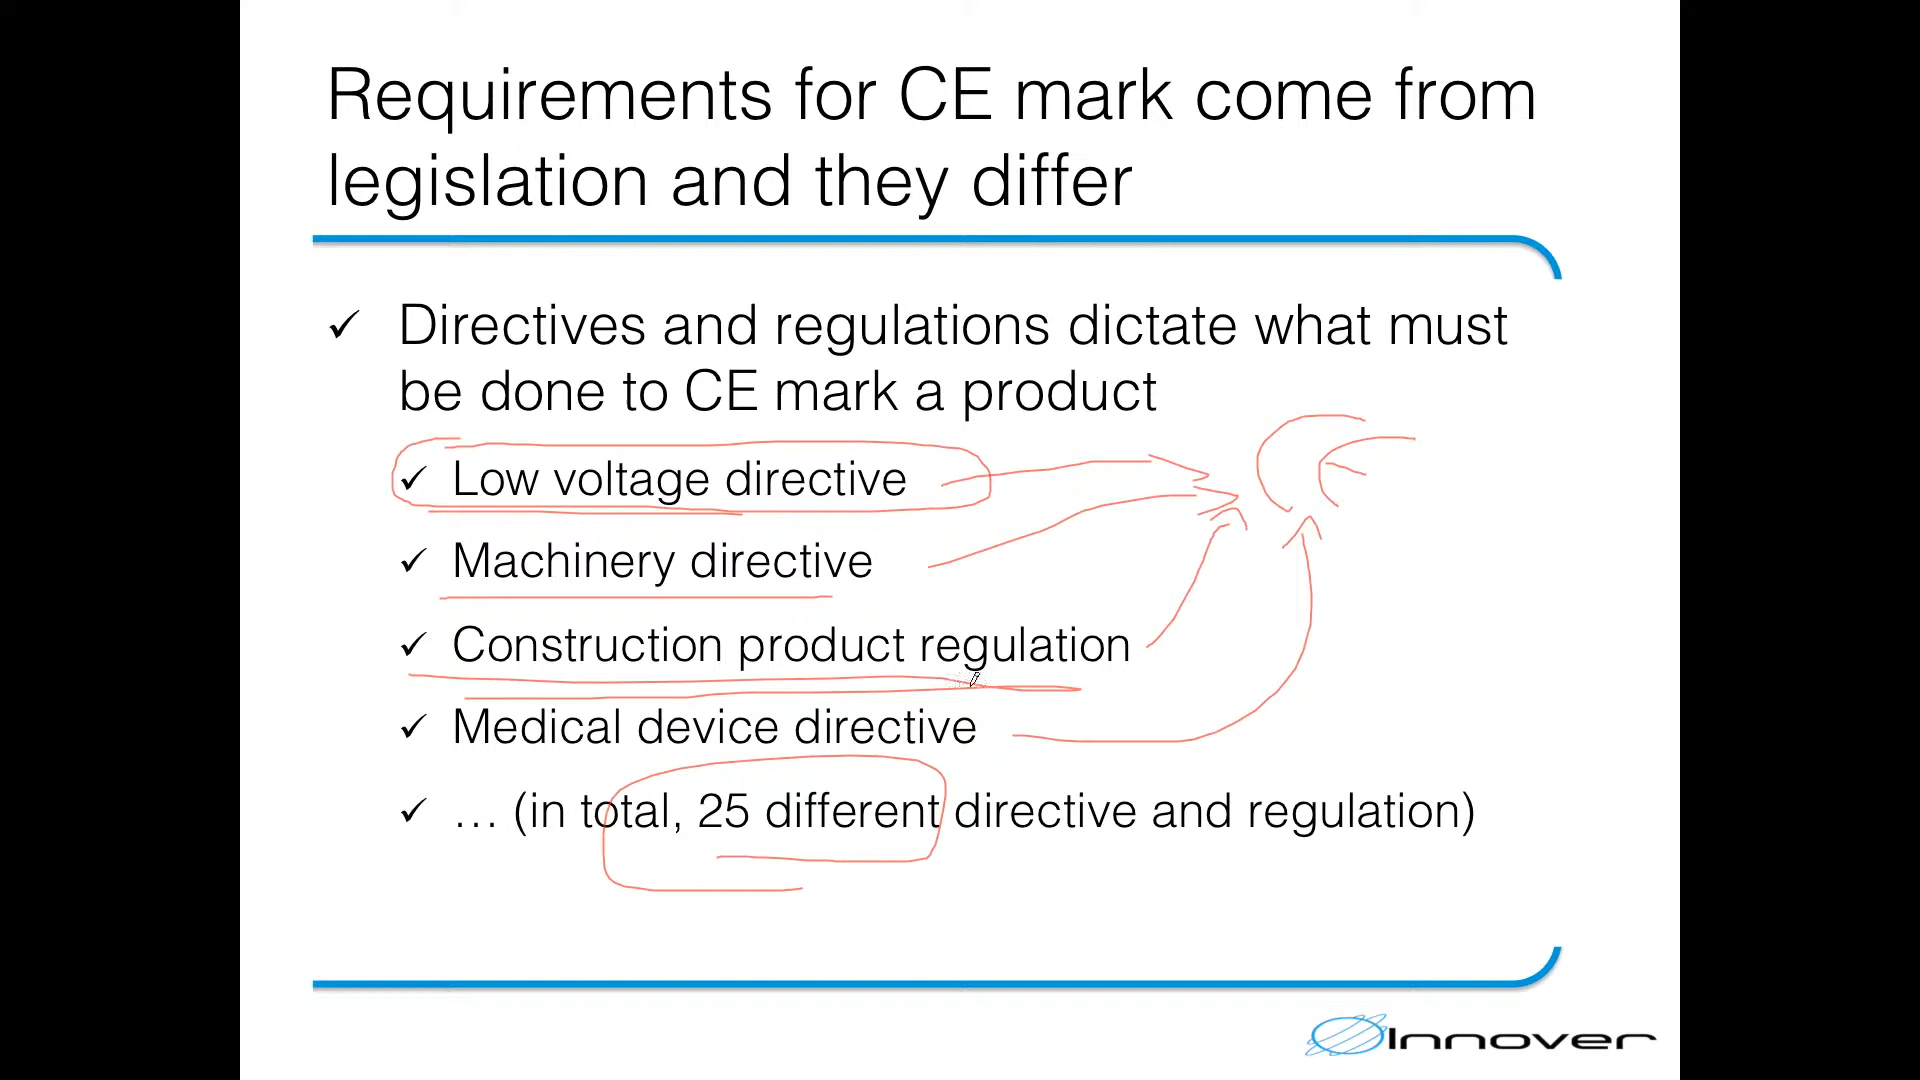 Requirements for CE mark come from
legislation and they differ
✓ Directives and regulations dictate what must
be done to CE mark a product
✓ Low voltage directive
CE
✓ Machinery directive
✓ Construction product regulation
✓ Medical device directive
✓ … (in total, 25 different directive and regulation)
Innover